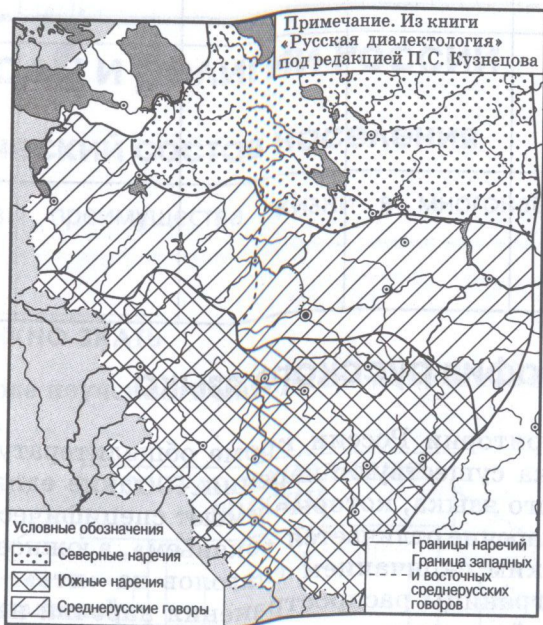 Примечание. Из книги
«Русская диалектология»
под редакцией П.С. Кузнецова
Условные обозначения
Северные наречия
Южные наречия
Среднерусские говоры
Границы наречий
Граница западных
и восточных
среднерусских
говоров